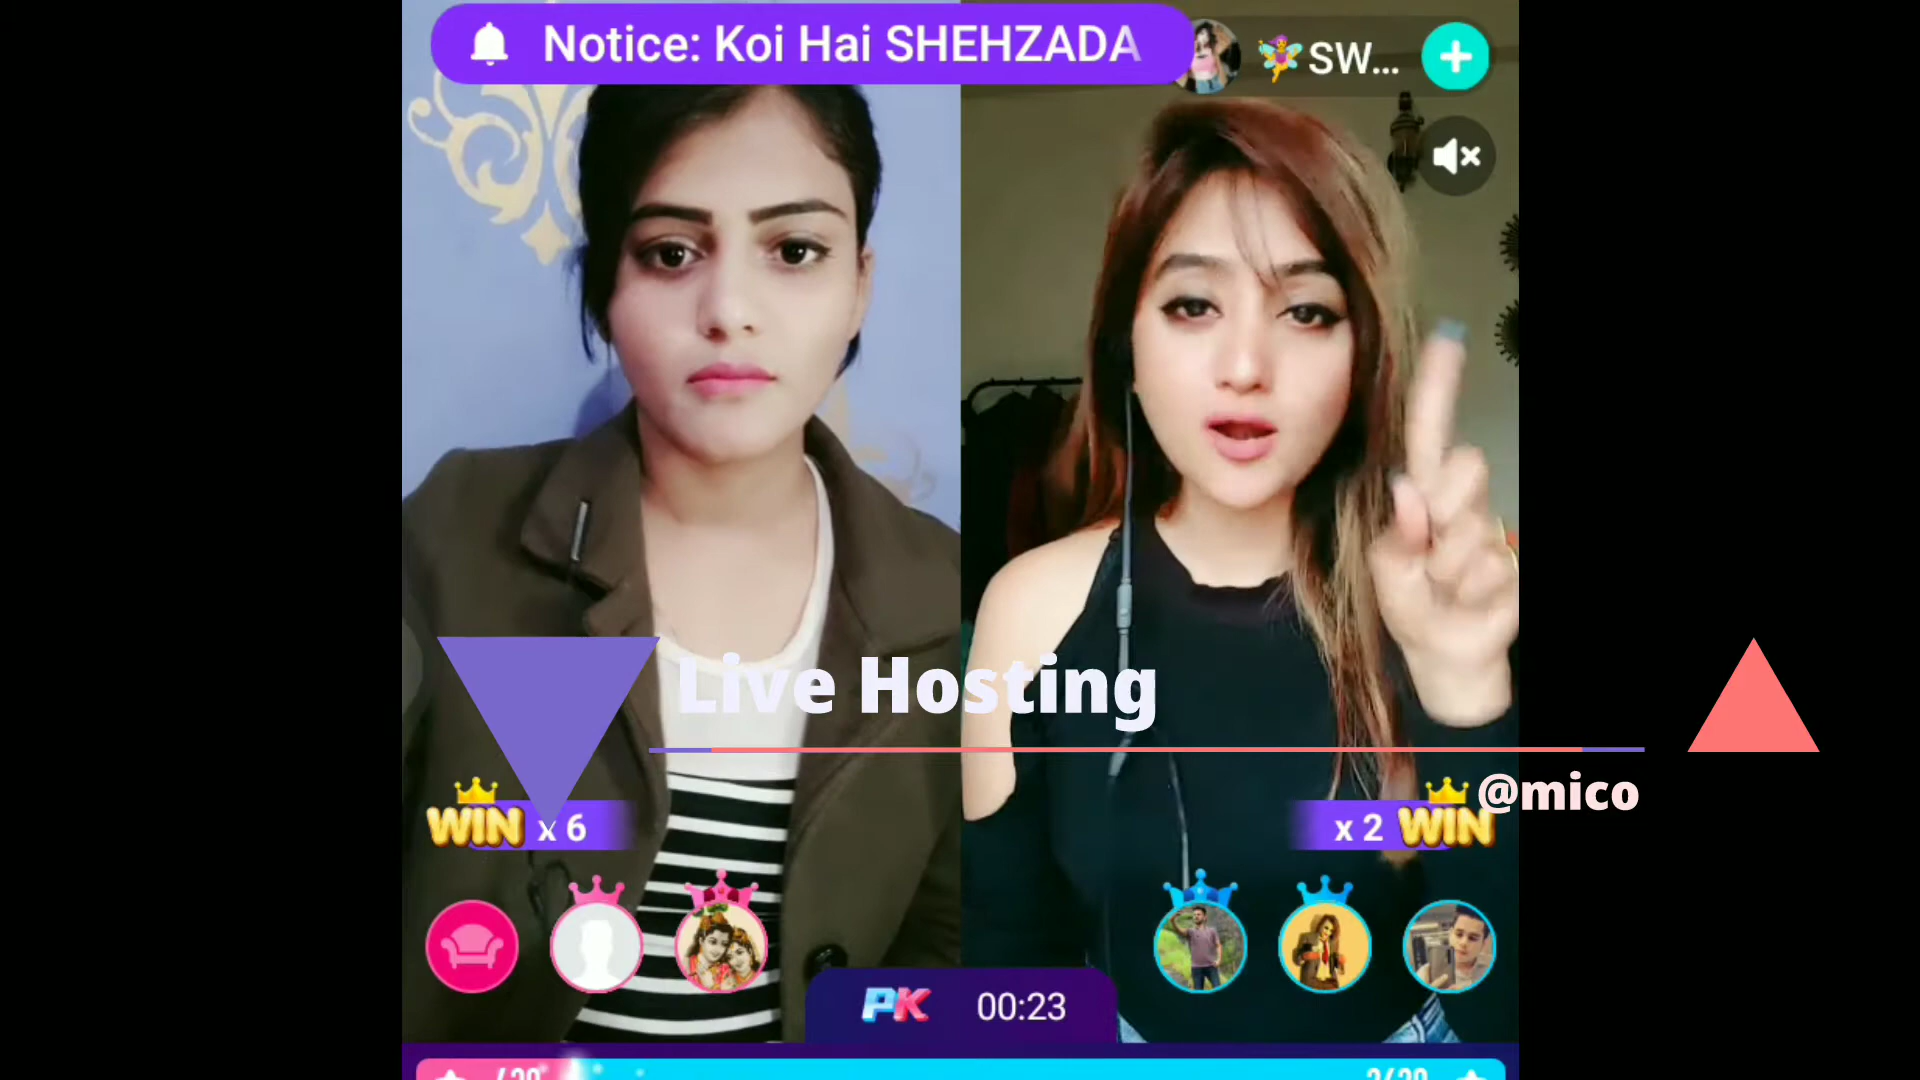 Notice: Koi Hai SHEHZADA
SW...
Live Hosting
@mico
WIN x 6
x 2 WIN
PK 00:23